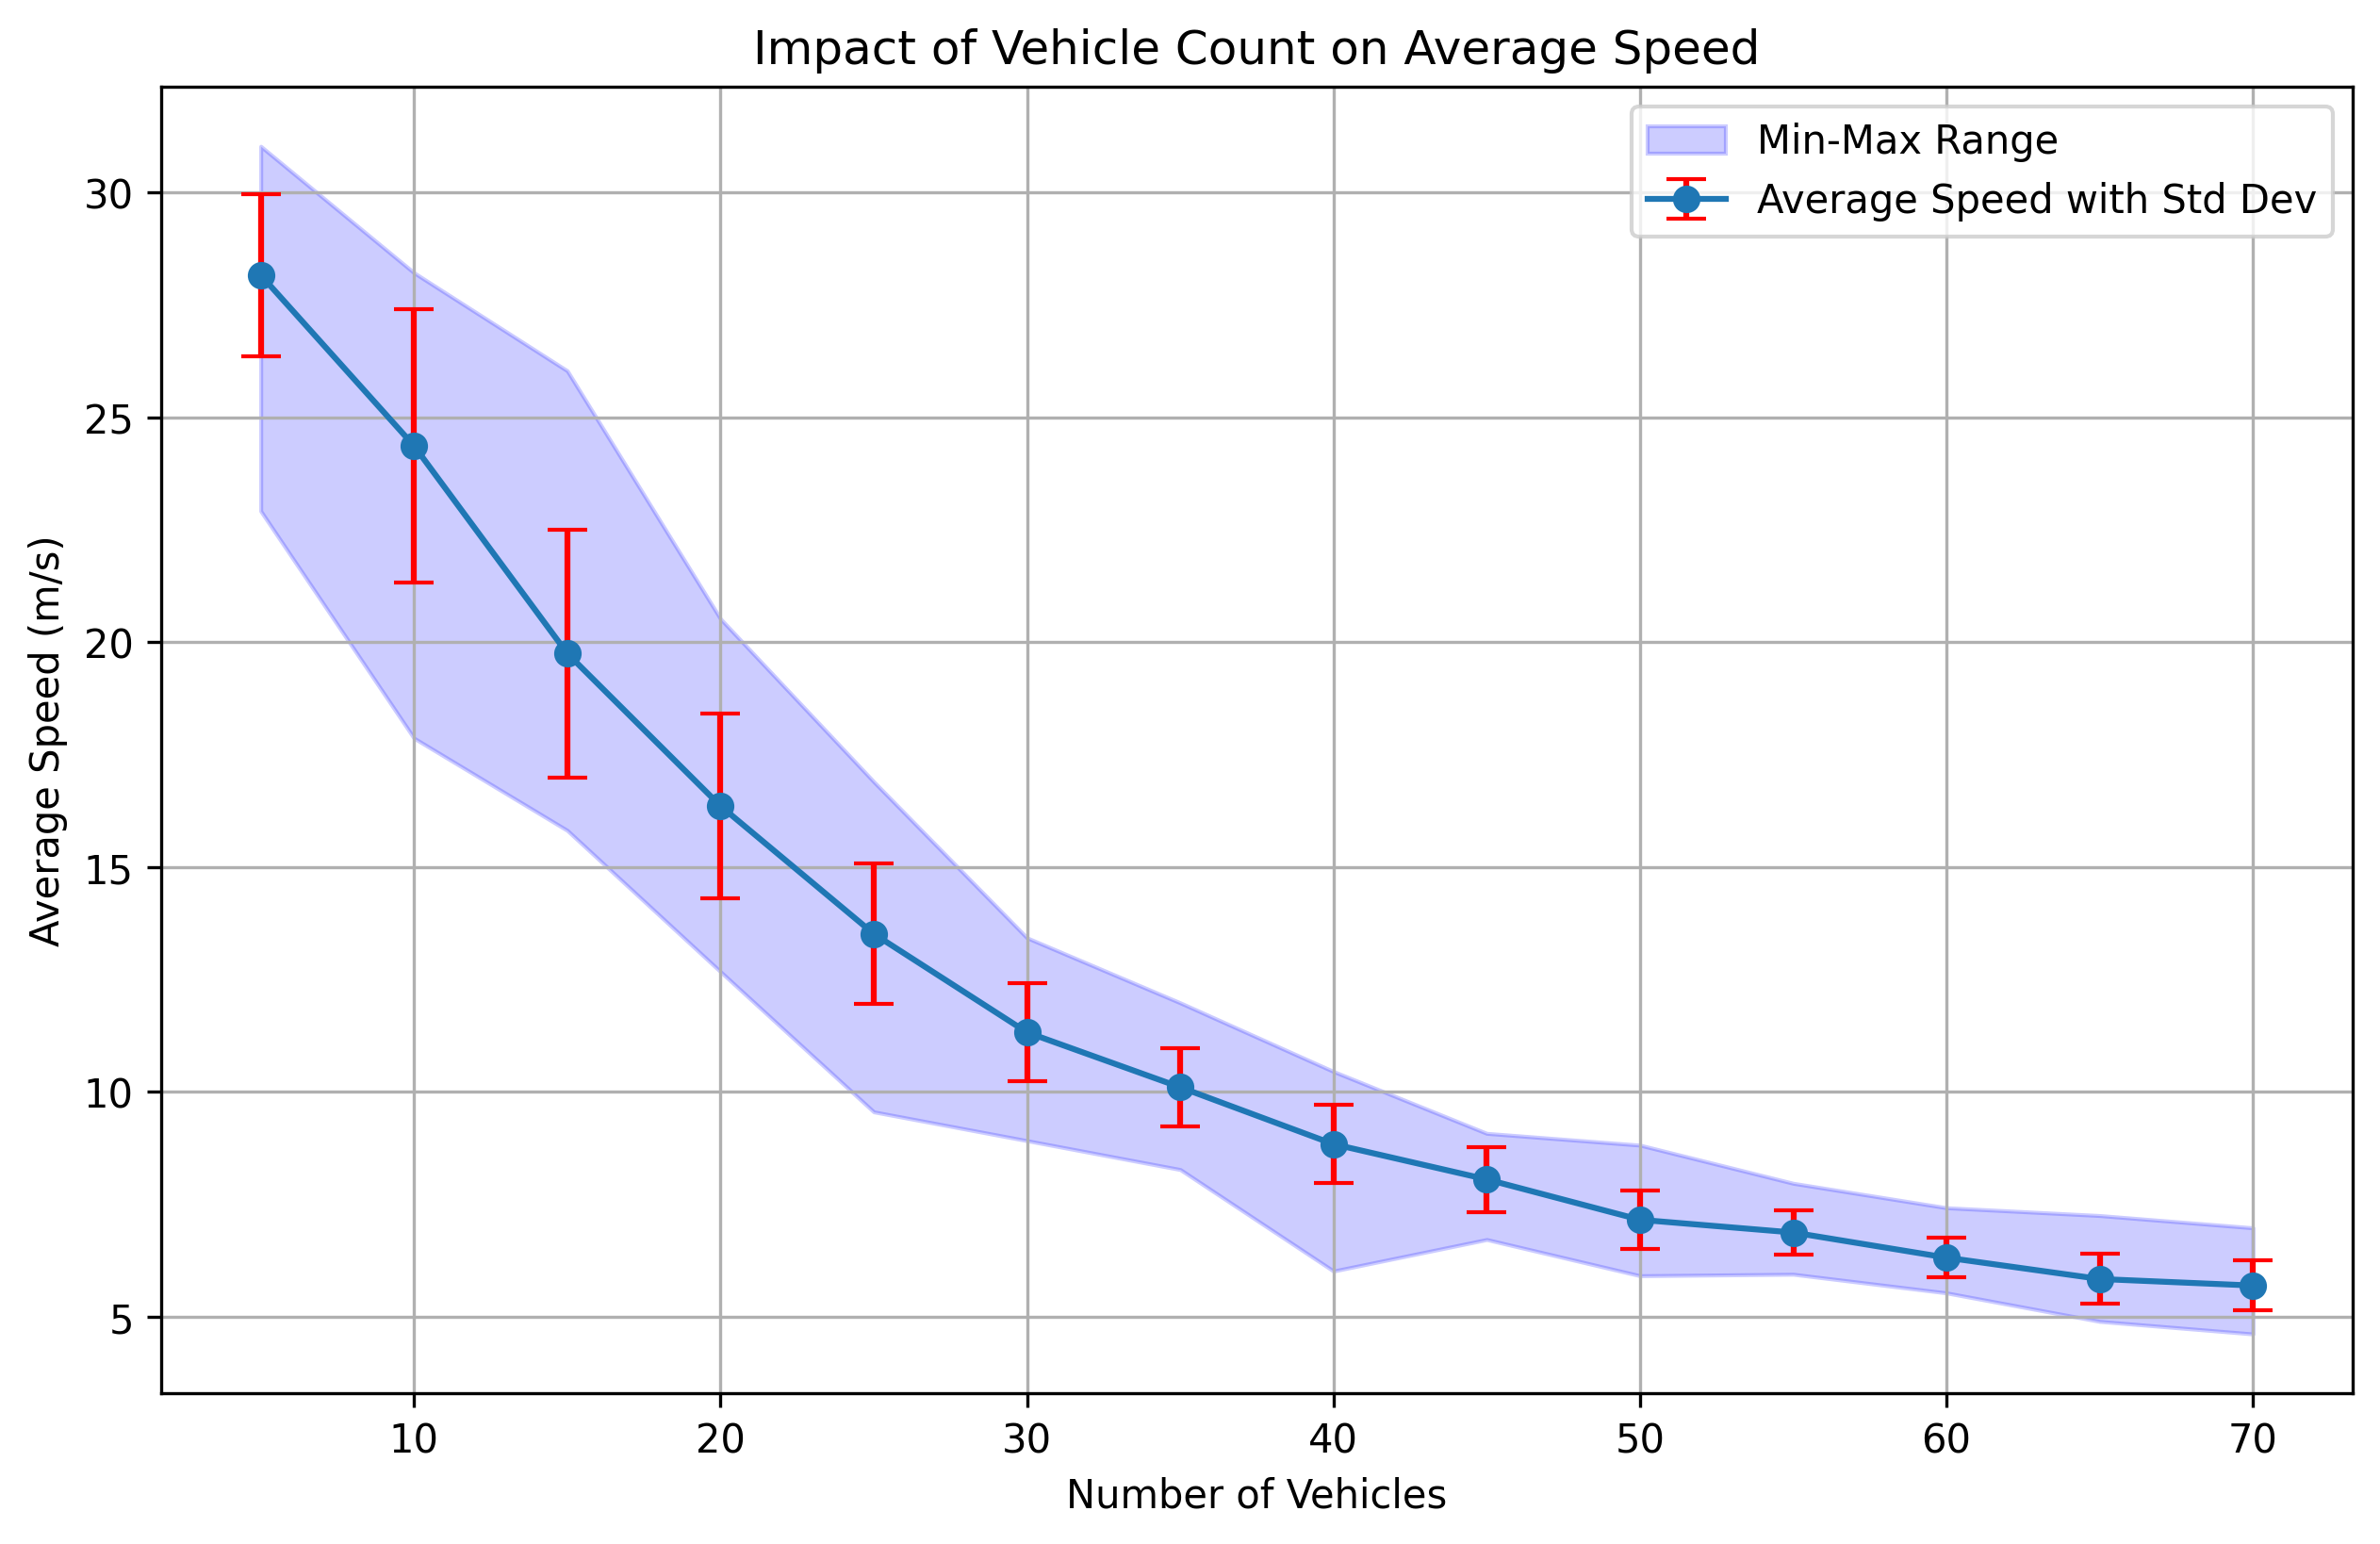 Impact of Vehicle Count on Average Speed
Min-Max Range
Average Speed with Std Dev
Average Speed (m/s)
30
25
20
15
10
5
10 20 30 40 50 60 70
Number of Vehicles